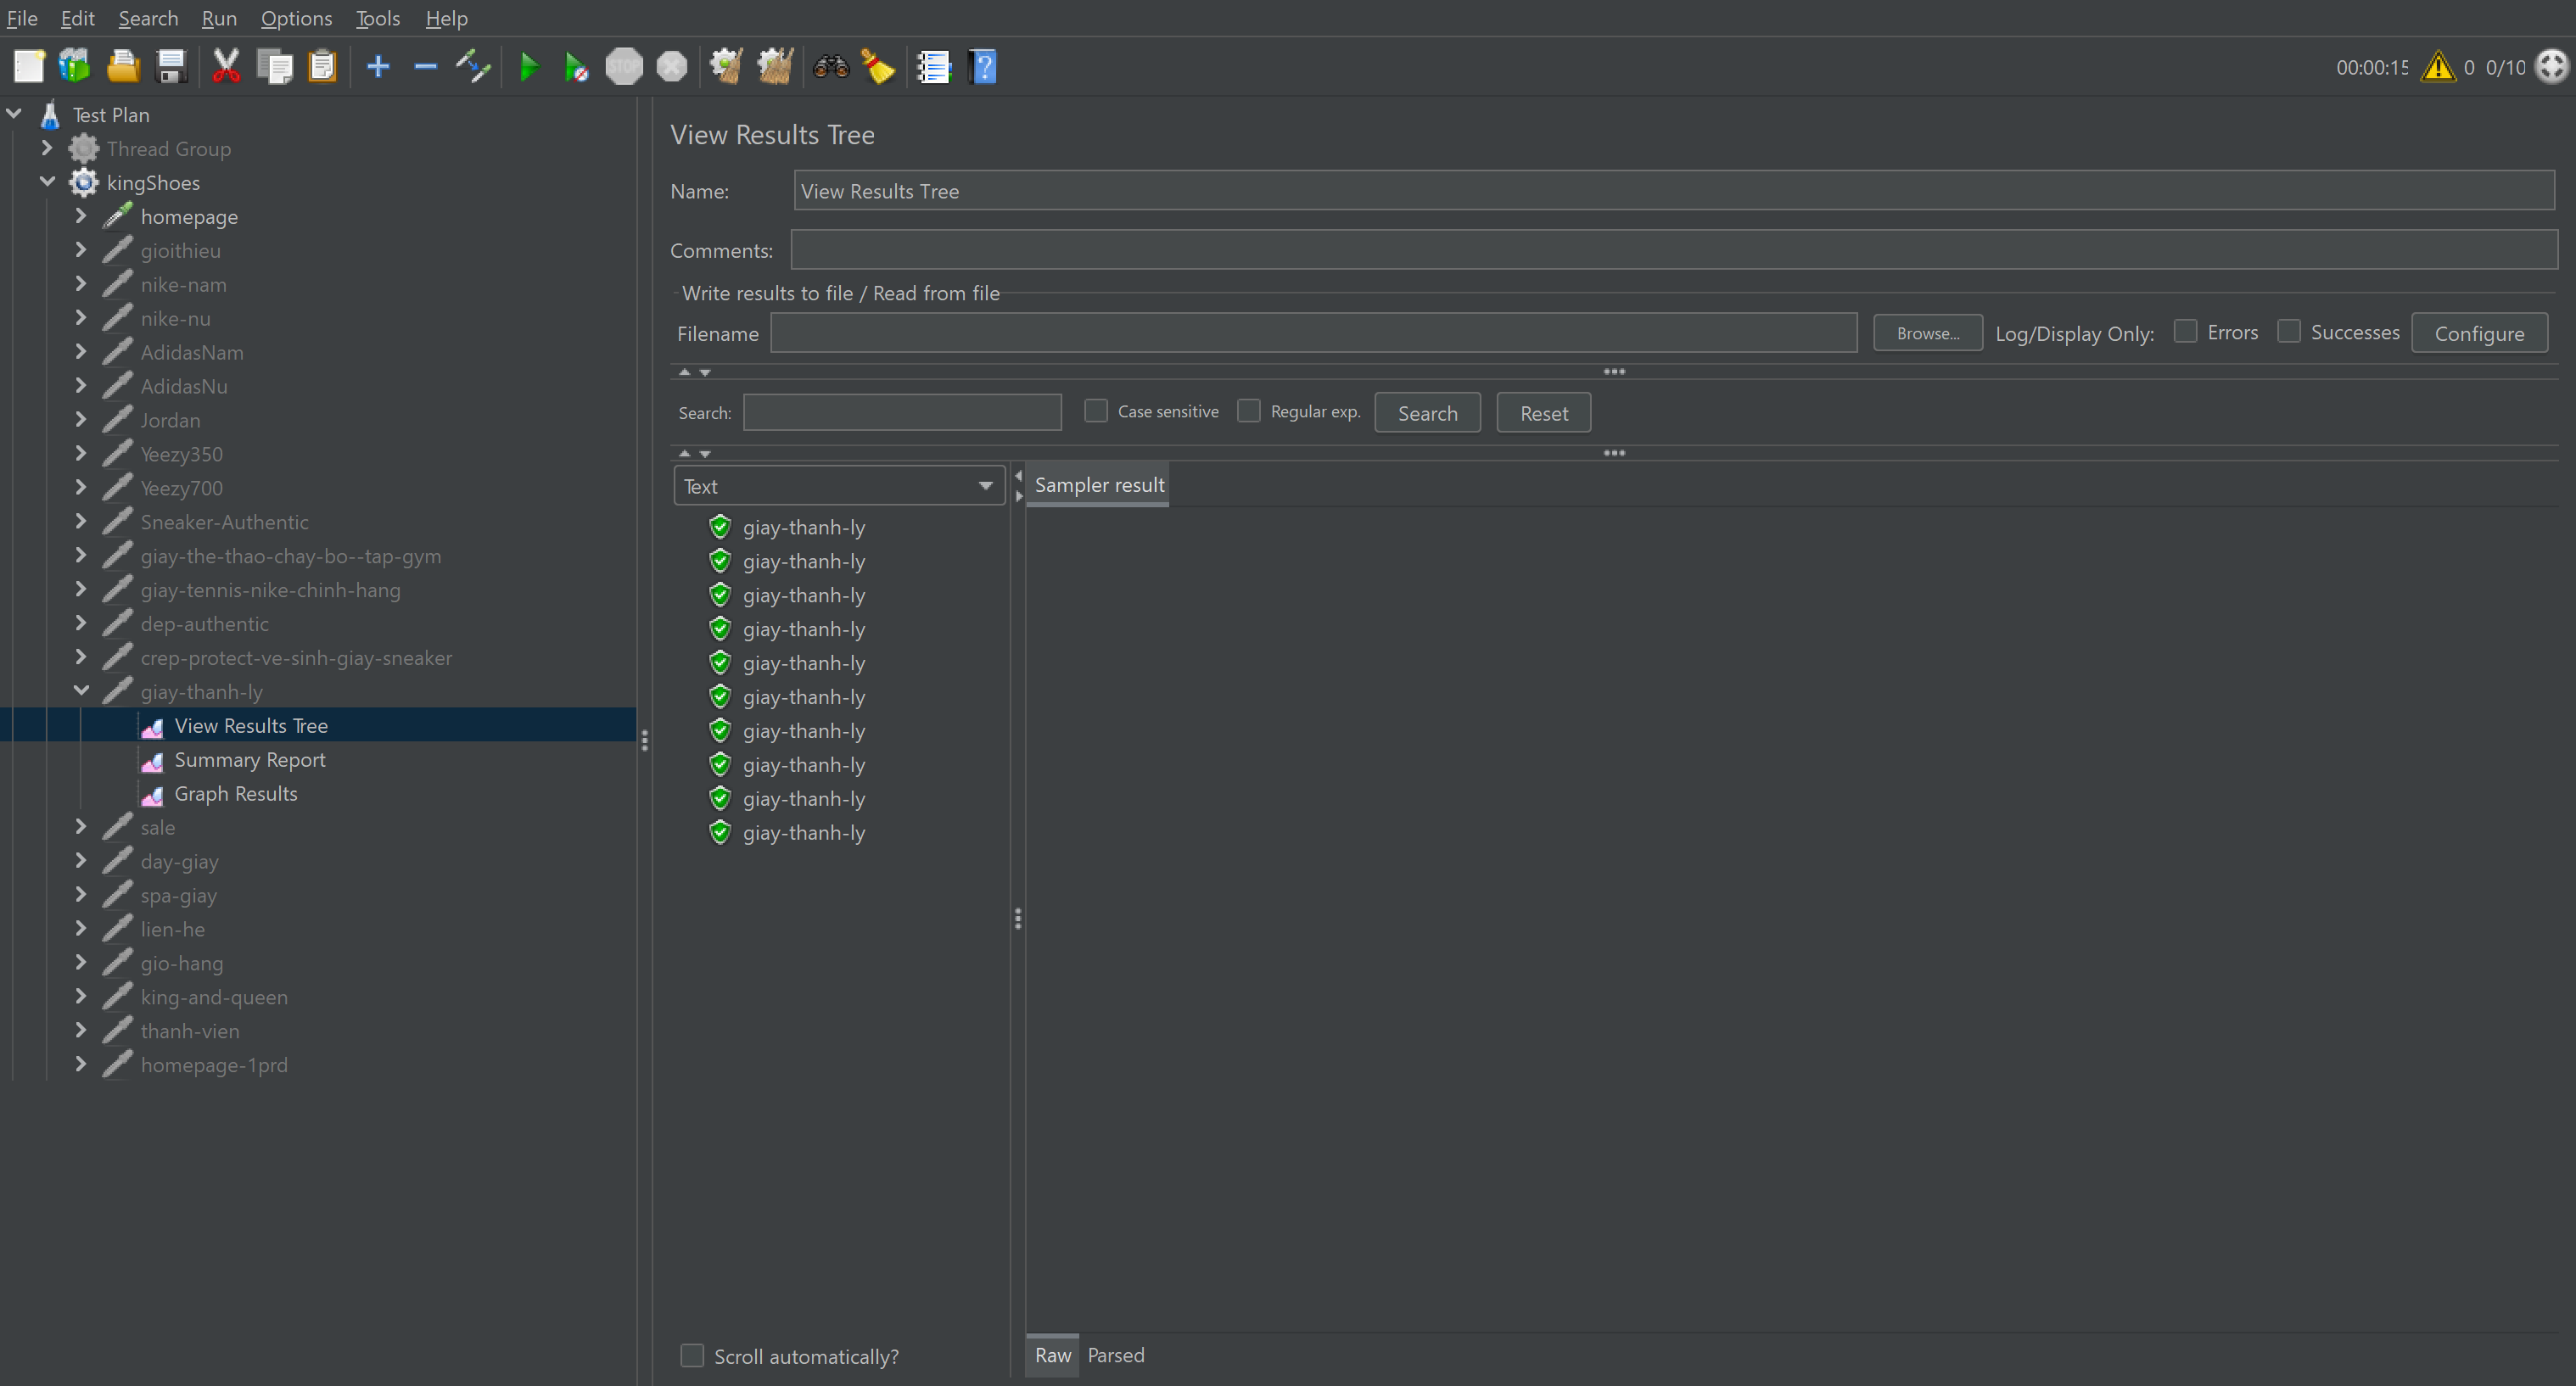 File Edit Search Run Options Tools Help
STOP
00:00:15 0 0/10
Test Plan
Thread Group
kingShoes
homepage
gioithieu
nike-nam
nike-nu
AdidasNam
AdidasNu
Jordan
Yeezy350
Yeezy700
Sneaker-Authentic
giay-the-thao-chay-bo--tap-gym
giay-tennis-nike-chinh-hang
dep-authentic
crep-protect-ve-sinh-giay-sneaker
giay-thanh-ly
View Results Tree
Summary Report
Graph Results
sale
day-giay
spa-giay
lien-he
gio-hang
king-and-queen
thanh-vien
homepage-1prd
View Results Tree
Name: View Results Tree
Comments:
Write results to file / Read from file
Filename Browse... Log/Display Only: Errors Successes Configure
Search: Case sensitive Regular exp. Search Reset
Text
Sampler result
giay-thanh-ly
giay-thanh-ly
giay-thanh-ly
giay-thanh-ly
giay-thanh-ly
giay-thanh-ly
giay-thanh-ly
giay-thanh-ly
giay-thanh-ly
giay-thanh-ly
Scroll automatically?
Raw Parsed